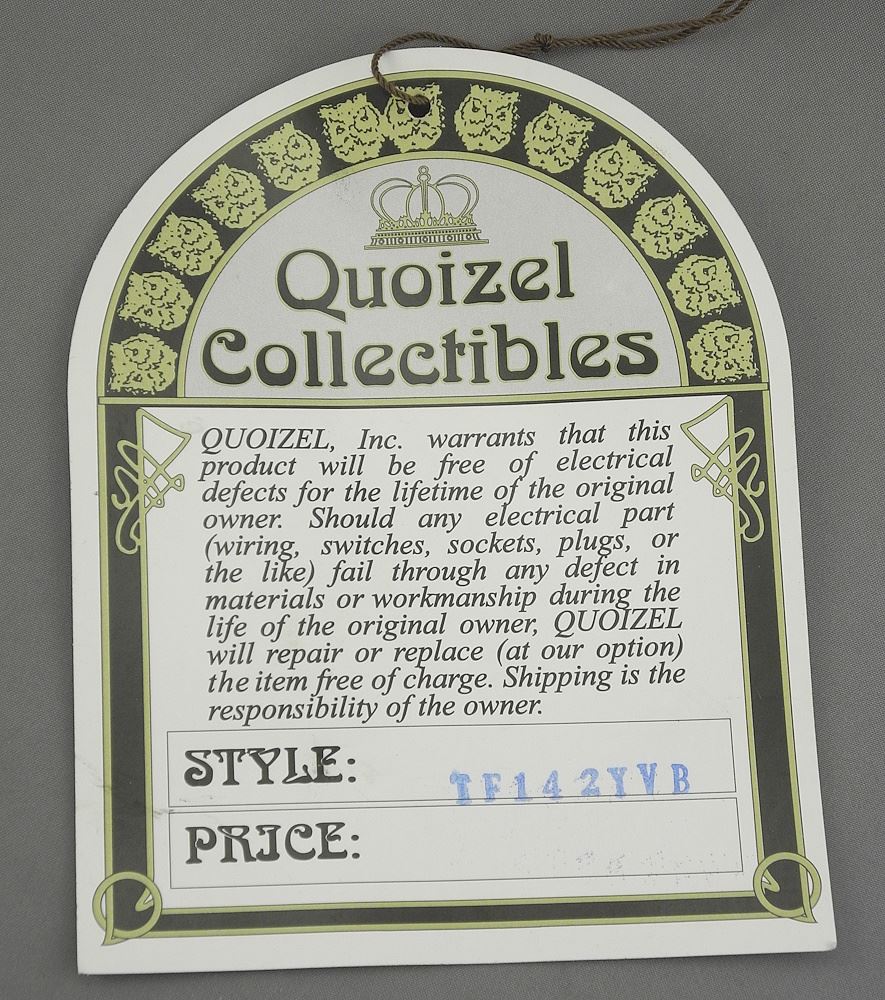 Quoizel
Collectibles
QUOIZEL, Inc. warrants that this
product will be free of electrical
defects for the lifetime of the original
owner. Should any electrical part
(wiring, switches, sockets, plugs, or
the like) fail through any defect in
materials or workmanship during the
life of the original owner, QUOIZEL
will repair or replace (at our option)
the item free of charge. Shipping is the
responsibility of the owner.
STYLE: TF142YVB
PRICE: